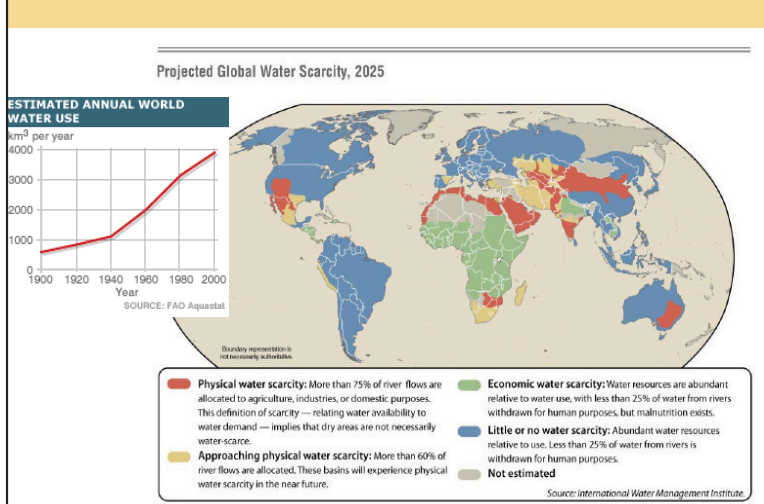 Projected Global Water Scarcity, 2025
ESTIMATED ANNUAL WORLD
WATER USE
km³ per year
4000
3000
2000
1000
0
1900 1920 1940 1960 1980 2000
Year
SOURCE: FAO Aquastat
Boundary representation is
not necessarily authoritative.
Physical water scarcity: More than 75% of river flows are
allocated to agriculture, industries, or domestic purposes.
This definition of scarcity — relating water availability to
water demand — implies that dry areas are not necessarily
water-scarce.
Approaching physical water scarcity: More than 60% of
river flows are allocated. These basins will experience physical
water scarcity in the near future.
Economic water scarcity: Water resources are abundant
relative to water use, with less than 25% of water from rivers
withdrawn for human purposes, but malnutrition exists.
Little or no water scarcity: Abundant water resources
relative to use. Less than 25% of water from rivers is
withdrawn for human purposes.
Not estimated
Source: International Water Management Institute.